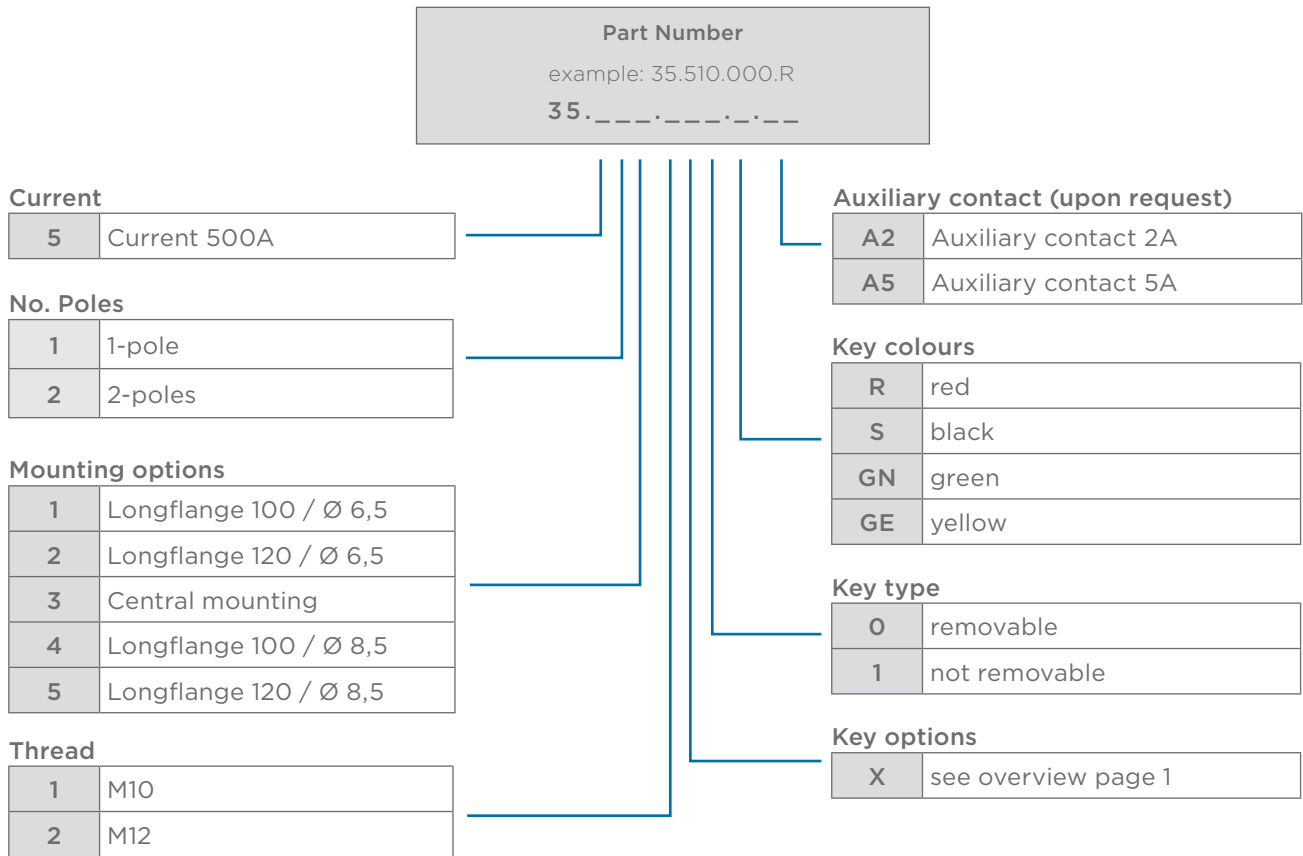 Part Number
example: 35.510.000.R
35._ _ _._ _ _._._ _
Current
5 Current 500A
No. Poles
1 1-pole
2 2-poles
Mounting options
1 Longflange 100 / Ø 6,5
2 Longflange 120 / Ø 6,5
3 Central mounting
4 Longflange 100 / Ø 8,5
5 Longflange 120 / Ø 8,5
Thread
1 M10
2 M12
Auxiliary contact (upon request)
A2 Auxiliary contact 2A
A5 Auxiliary contact 5A
Key colours
R red
S black
GN green
GE yellow
Key type
0 removable
1 not removable
Key options
X see overview page 1